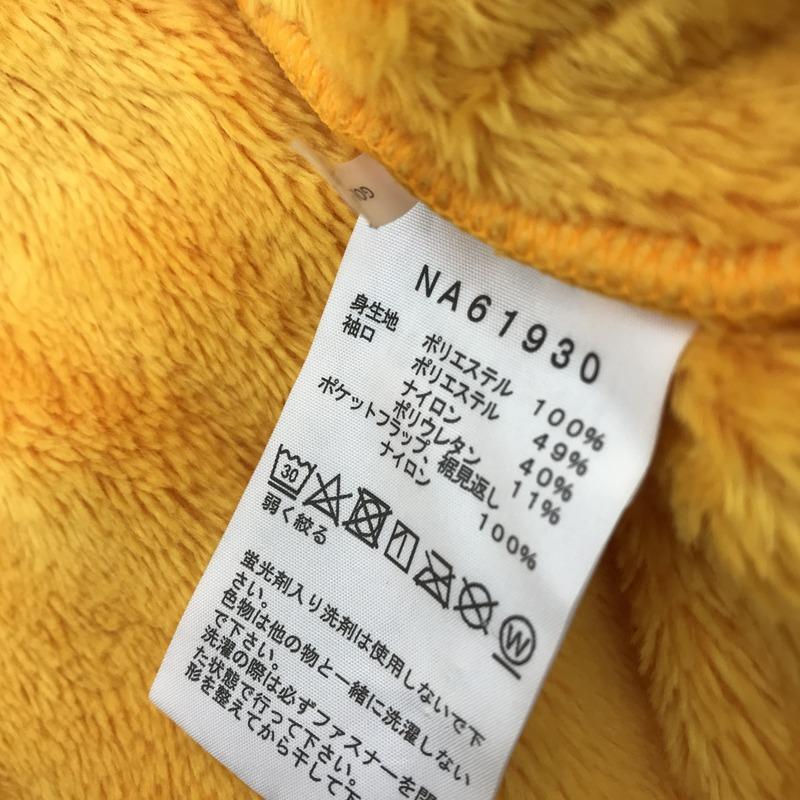 NA61930
身生地 ポリエステル 100%
袖口 ポリエステル 49%
ナイロン 40%
ポリウレタン 11%
ポケットフラップ、裾見返し
ナイロン 100%
30
W
弱く絞る
蛍光剤入り洗剤は使用しないで下
さい。
色物は他の物と一緒に洗濯しない
で下さい。
洗濯の際は必ずファスナーを閉
た状態で行って下さい。
形を整えてから干して下